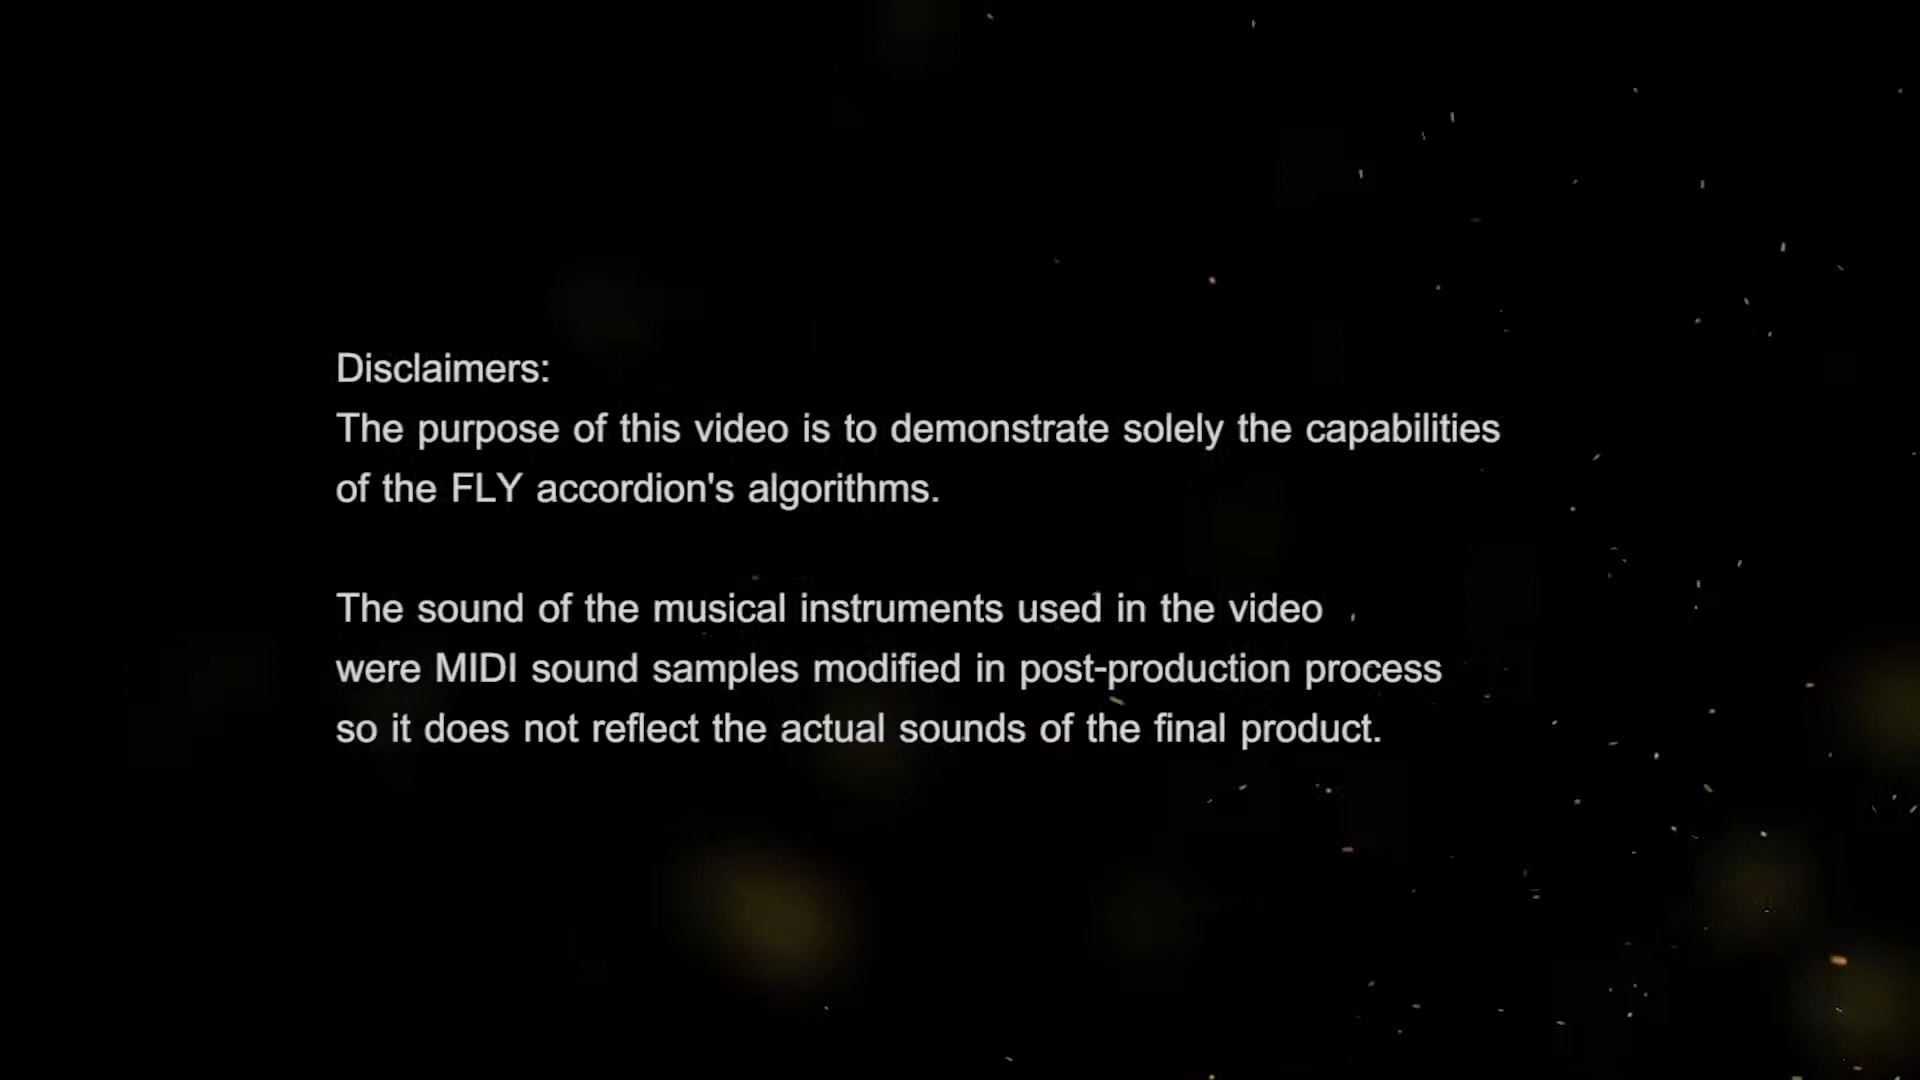 Disclaimers:
The purpose of this video is to demonstrate solely the capabilities
of the FLY accordion's algorithms.
The sound of the musical instruments used in the video
were MIDI sound samples modified in post-production process
so it does not reflect the actual sounds of the final product.